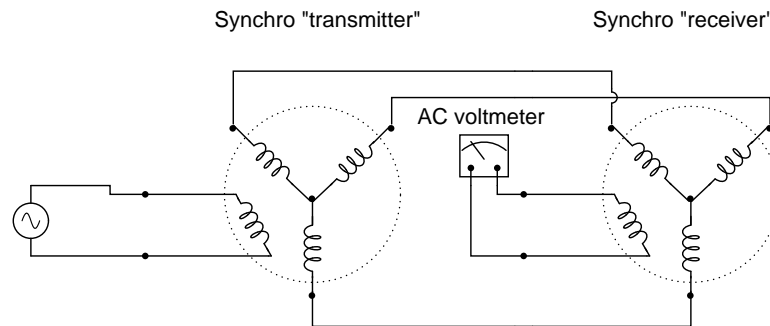 Synchro "transmitter"
Synchro "receiver"
AC voltmeter